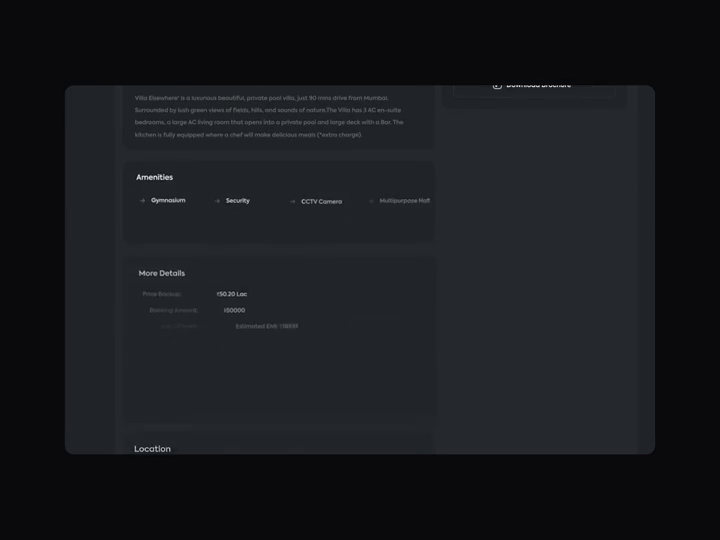 Download Brochure
Villa Elsewhere' is a luxurious beautiful, private pool villa, just 90 mins drive from Mumbai.
Surrounded by lush green views of fields, hills, and sounds of nature.The Villa has 3 AC en-suite
bedrooms, a large AC living room that opens into a private pool and large deck with a Bar. The
kitchen is fully equipped where a chef will make delicious meals (*extra charge).
Amenities
Gymnasium
Security
CCTV Camera
Multipurpose Hall
More Details
Price Backup: ₹50.20 Lac
Booking Amount: ₹50000
Estimated EMI:
Location